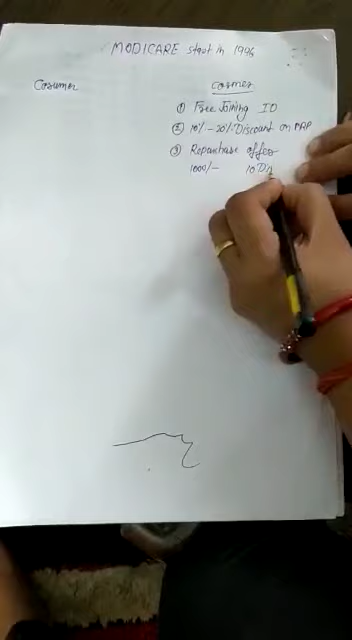 MODICARE start in 1996
Cosumer
cosmer
① Free Joining ID
② 10%-20% Discount on MRP
③ Repurchase offer
1000/- 10